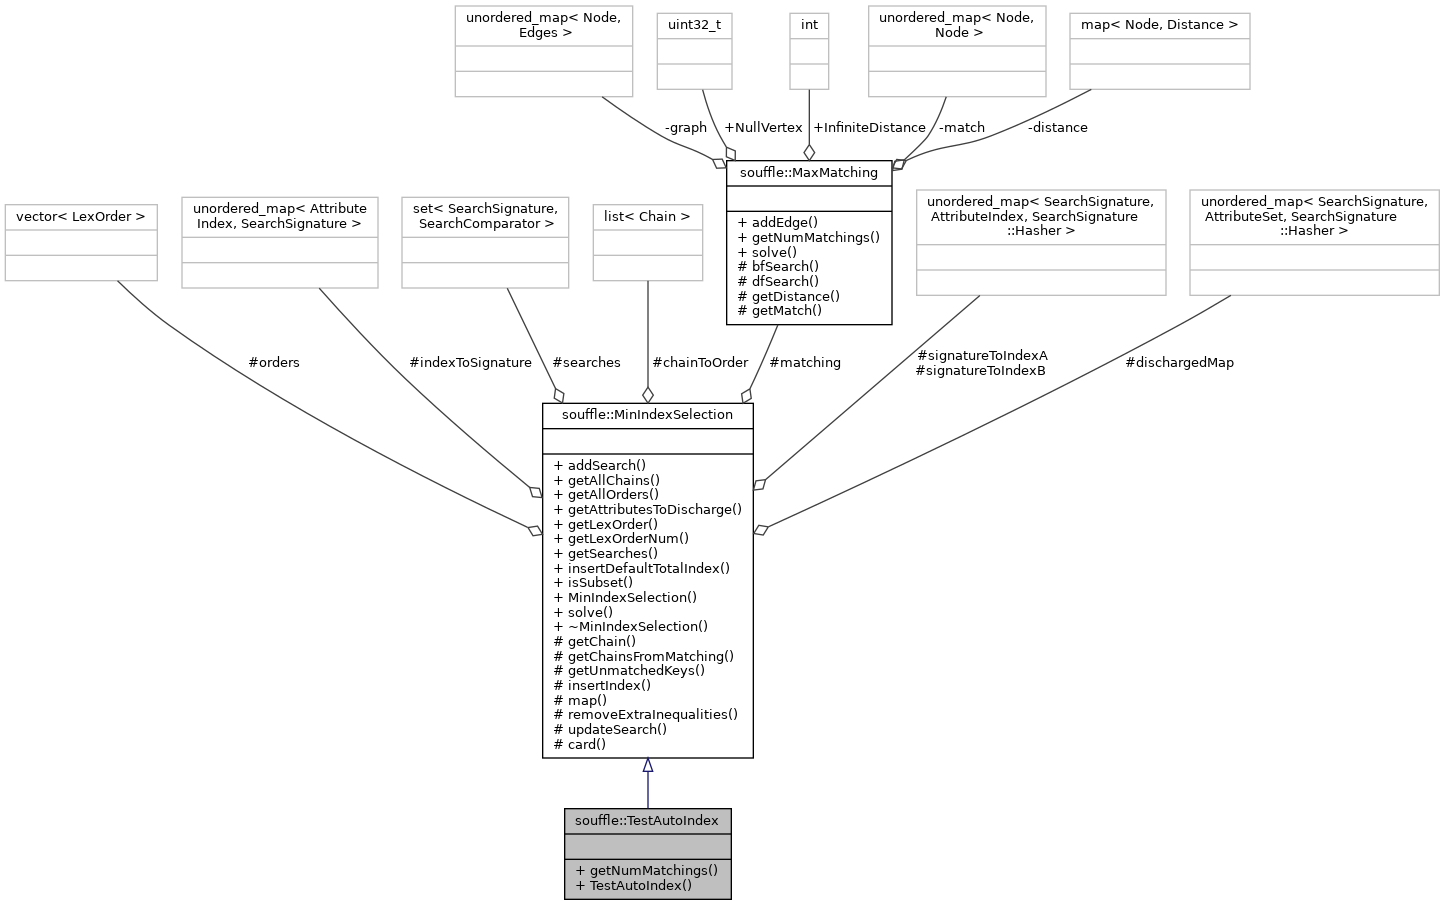 unordered_map< Node,
Edges >
uint32_t
int
unordered_map< Node,
Node >
map< Node, Distance >
-graph
+NullVertex
+InfiniteDistance
-match
-distance
souffle::MaxMatching
+ addEdge()
+ getNumMatchings()
+ solve()
# bfSearch()
# dfSearch()
# getDistance()
# getMatch()
vector< LexOrder >
unordered_map< Attribute
Index, SearchSignature >
set< SearchSignature,
SearchComparator >
list< Chain >
unordered_map< SearchSignature,
AttributeIndex, SearchSignature
::Hasher >
unordered_map< SearchSignature,
AttributeSet, SearchSignature
::Hasher >
#orders
#indexToSignature
#searches
#chainToOrder
#matching
#signatureToIndexA
#signatureToIndexB
#dischargedMap
souffle::MinIndexSelection
+ addSearch()
+ getAllChains()
+ getAllOrders()
+ getAttributesToDischarge()
+ getLexOrder()
+ getLexOrderNum()
+ getSearches()
+ insertDefaultTotalIndex()
+ isSubset()
+ MinIndexSelection()
+ solve()
+ ~MinIndexSelection()
# getChain()
# getChainsFromMatching()
# getUnmatchedKeys()
# insertIndex()
# map()
# removeExtraInequalities()
# updateSearch()
# card()
souffle::TestAutoIndex
+ getNumMatchings()
+ TestAutoIndex()